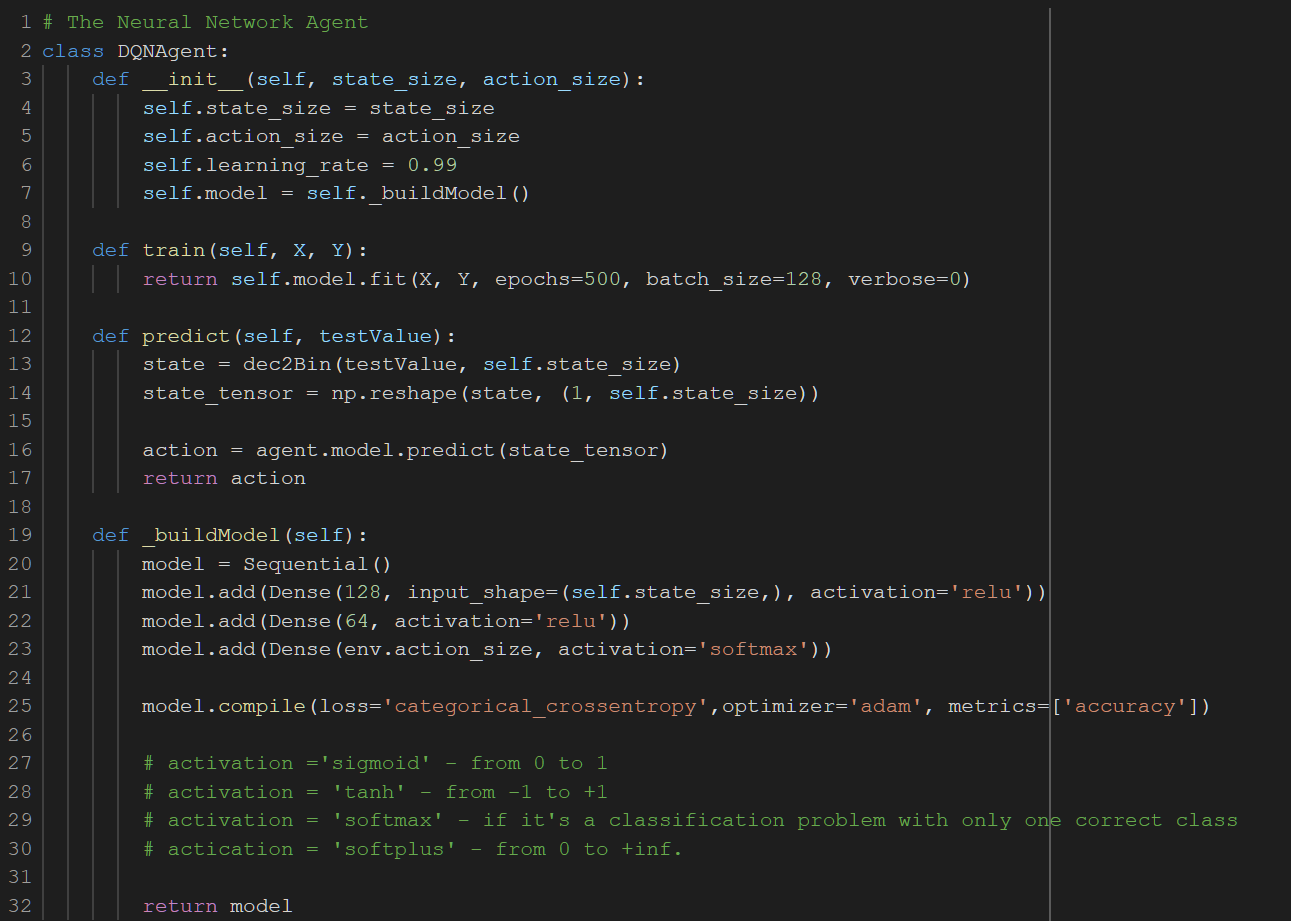 1 # The Neural Network Agent
2 class DQNAgent:
3     def __init__(self, state_size, action_size):
4         self.state_size = state_size
5         self.action_size = action_size
6         self.learning_rate = 0.99
7         self.model = self._buildModel()
8
9     def train(self, X, Y):
10         return self.model.fit(X, Y, epochs=500, batch_size=128, verbose=0)
11
12     def predict(self, testValue):
13         state = dec2Bin(testValue, self.state_size)
14         state_tensor = np.reshape(state, (1, self.state_size))
15
16         action = agent.model.predict(state_tensor)
17         return action
18
19     def _buildModel(self):
20         model = Sequential()
21         model.add(Dense(128, input_shape=(self.state_size,), activation='relu'))
22         model.add(Dense(64, activation='relu'))
23         model.add(Dense(env.action_size, activation='softmax'))
24
25         model.compile(loss='categorical_crossentropy',optimizer='adam', metrics=['accuracy'])
26
27         # activation ='sigmoid' - from 0 to 1
28         # activation = 'tanh' - from -1 to +1
29         # activation = 'softmax' - if it's a classification problem with only one correct class
30         # actication = 'softplus' - from 0 to +inf.
31
32         return model